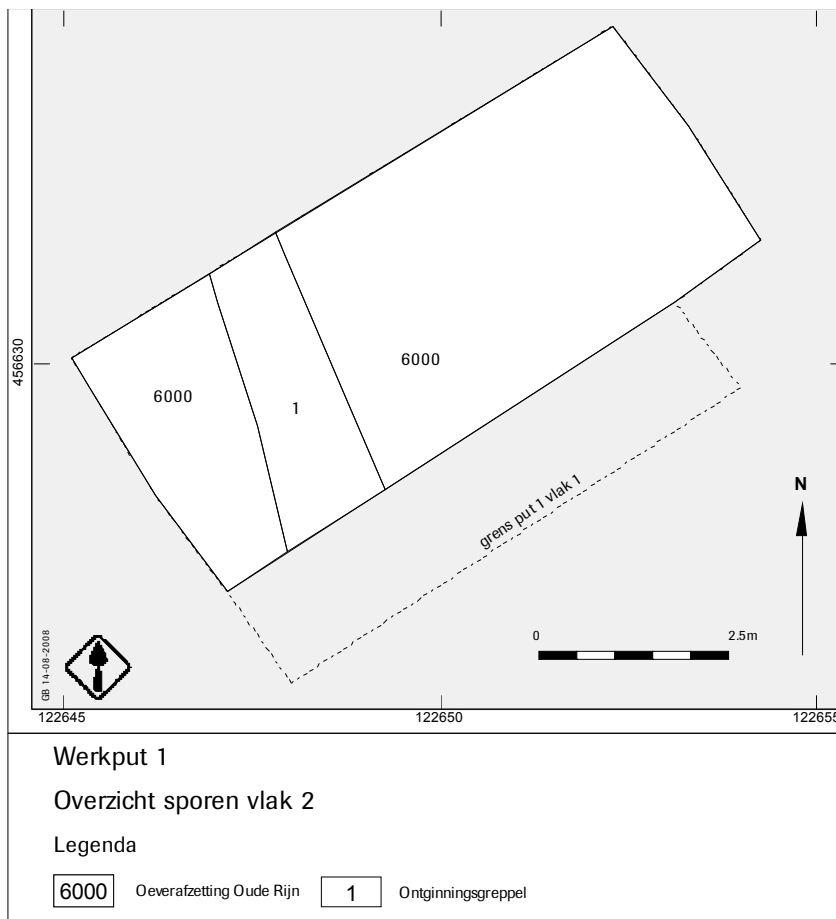 456630
6000
1
6000
grens put 1 vlak 1
N
0 2.5m
GB 14-08-2008
122645 122650 122655
Werkput 1
Overzicht sporen vlak 2
Legenda
6000 Oeverafzetting Oude Rijn 1 Ontginningsgreppel